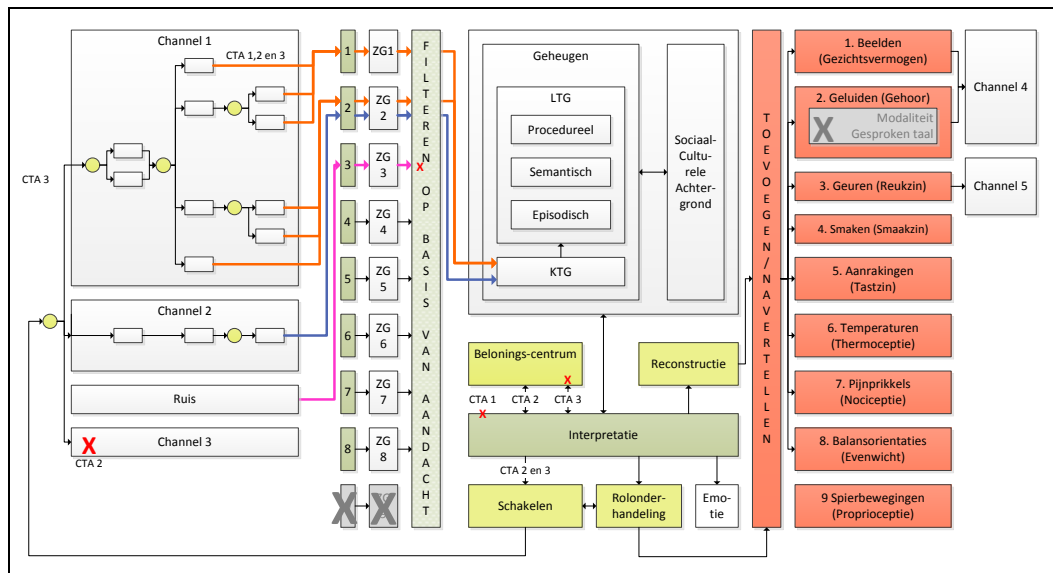 Channel 1
CTA 1,2 en 3
CTA 3
Channel 2
Ruis
Channel 3
X
CTA 2
1
ZG1
2
ZG
2
3
ZG
3
4
ZG
4
5
ZG
5
6
ZG
6
7
ZG
7
8
ZG
8
X
X
FILTEREN OP BASIS VAN AANDACHT
X
Geheugen
LTG
Procedureel
Semantisch
Episodisch
KTG
Sociaal-
Cultu-
rele
Achter-
grond
Belonings-centrum
X
CTA 1
X
CTA 2
CTA 3
Reconstructie
Interpretatie
CTA 2 en 3
Schakelen
Rolonder-
handeling
Emo-
tie
TOEVOEGEN/NAVERTELLEN
1. Beelden
(Gezichtsvermogen)
2. Geluiden (Gehoor)
X
Modaliteit
Gesproken taal
3. Geuren (Reukzin)
4. Smaken (Smaakzin)
5. Aanrakingen
(Tastzin)
6. Temperaturen
(Thermoceptie)
7. Pijnprikkels
(Nociceptie)
8. Balansorientaties
(Evenwicht)
9 Spierbewegingen
(Proprioceptie)
Channel 4
Channel 5